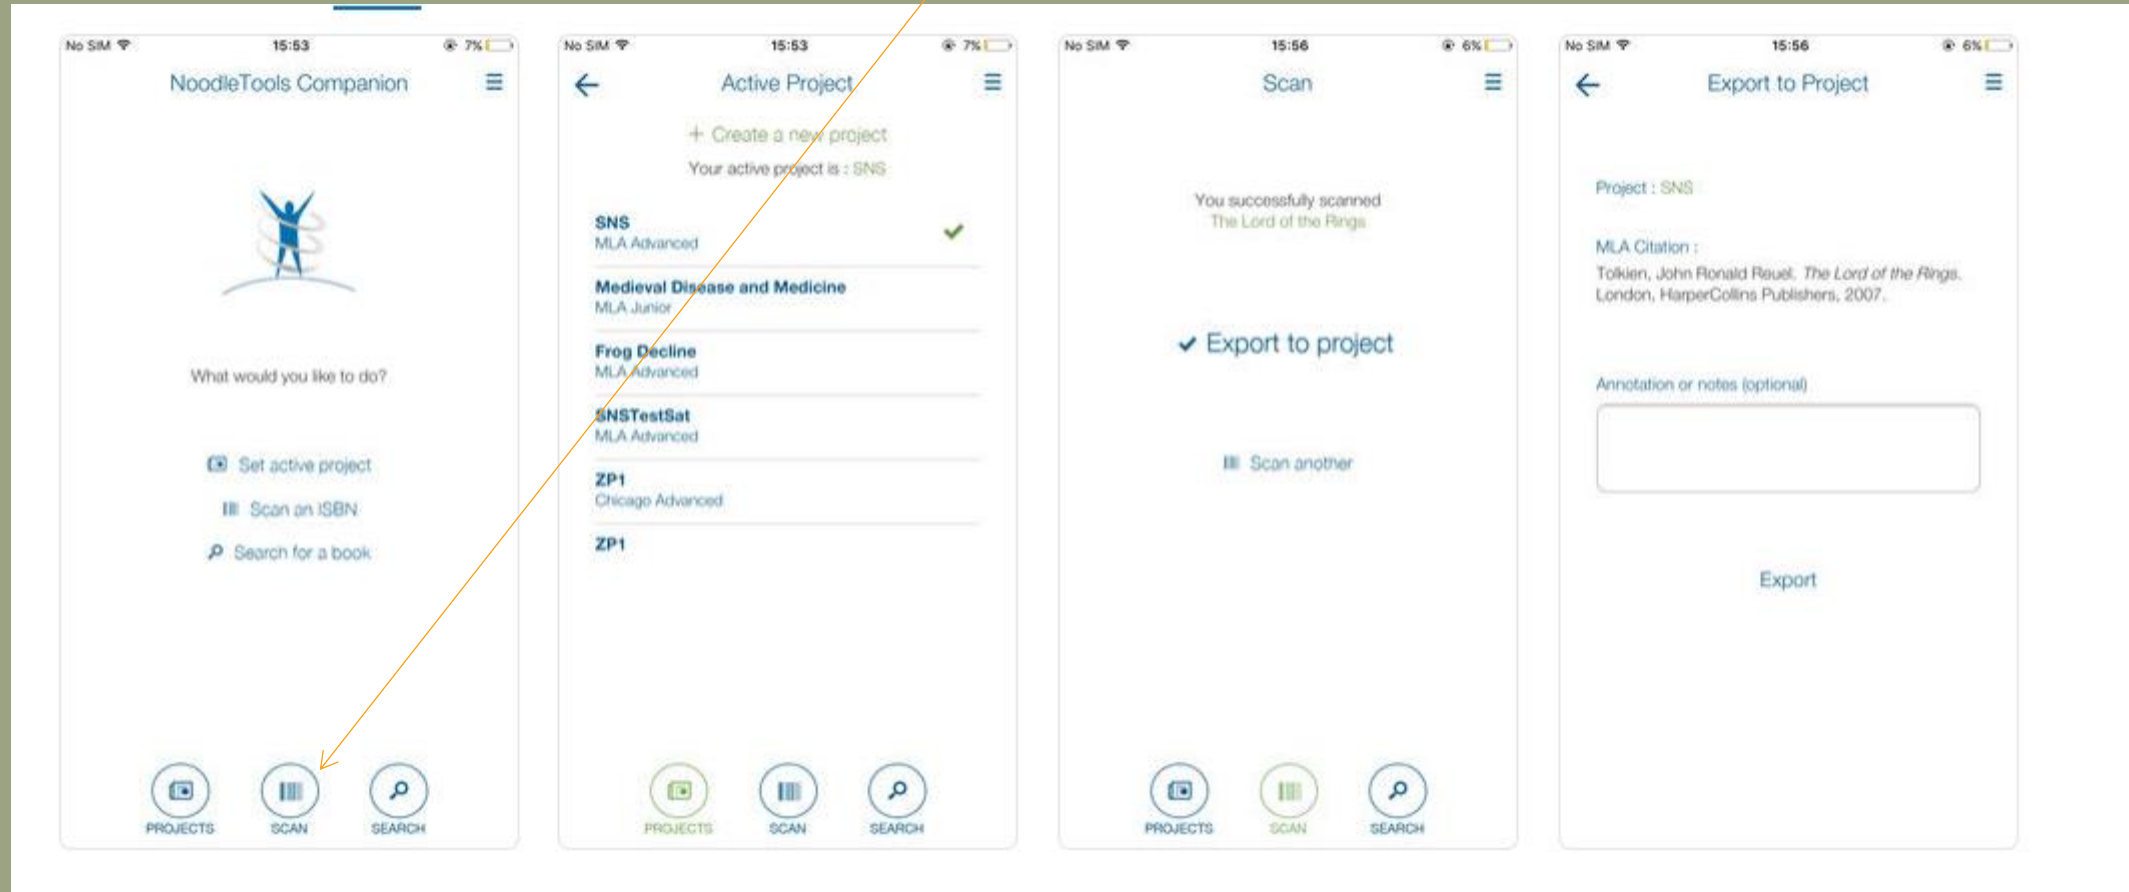 No SIM 15:53 7%
NoodleTools Companion
What would you like to do?
Set active project
Scan an ISBN
Search for a book
PROJECTS SCAN SEARCH
No SIM 15:53 7%
Active Project
+ Create a new project
Your active project is : SNS
SNS
MLA Advanced
Medieval Disease and Medicine
MLA Junior
Frog Decline
MLA Advanced
SNSTestSat
MLA Advanced
ZP1
Chicago Advanced
ZP1
PROJECTS SCAN SEARCH
No SIM 15:56 6%
Scan
You successfully scanned
The Lord of the Rings
Export to project
Scan another
PROJECTS SCAN SEARCH
No SIM 15:56 6%
Export to Project
Project : SNS
MLA Citation :
Tolkien, John Ronald Reuel. The Lord of the Rings.
London, HarperCollins Publishers, 2007.
Annotation or notes (optional)
Export